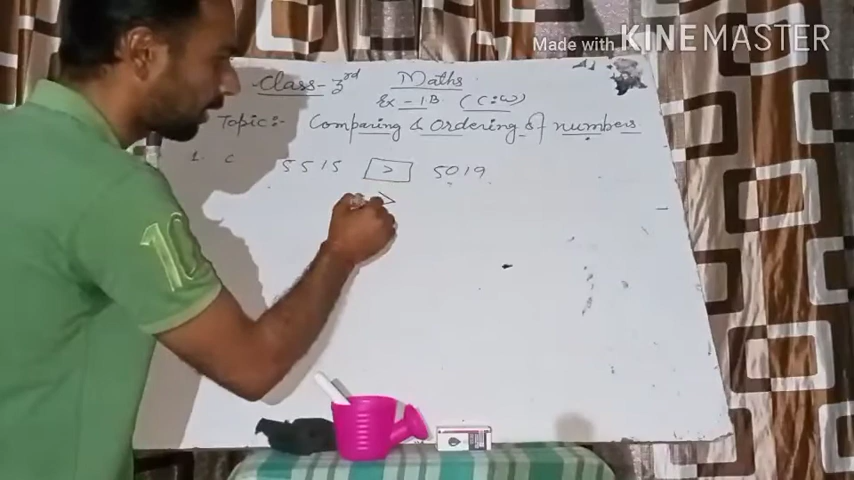 Made with KINEMASTER
Class - 3rd Maths
Ex - 1B (C.W)
Topic:- Comparing & Ordering of numbers
1. c 5515 > 5019
>